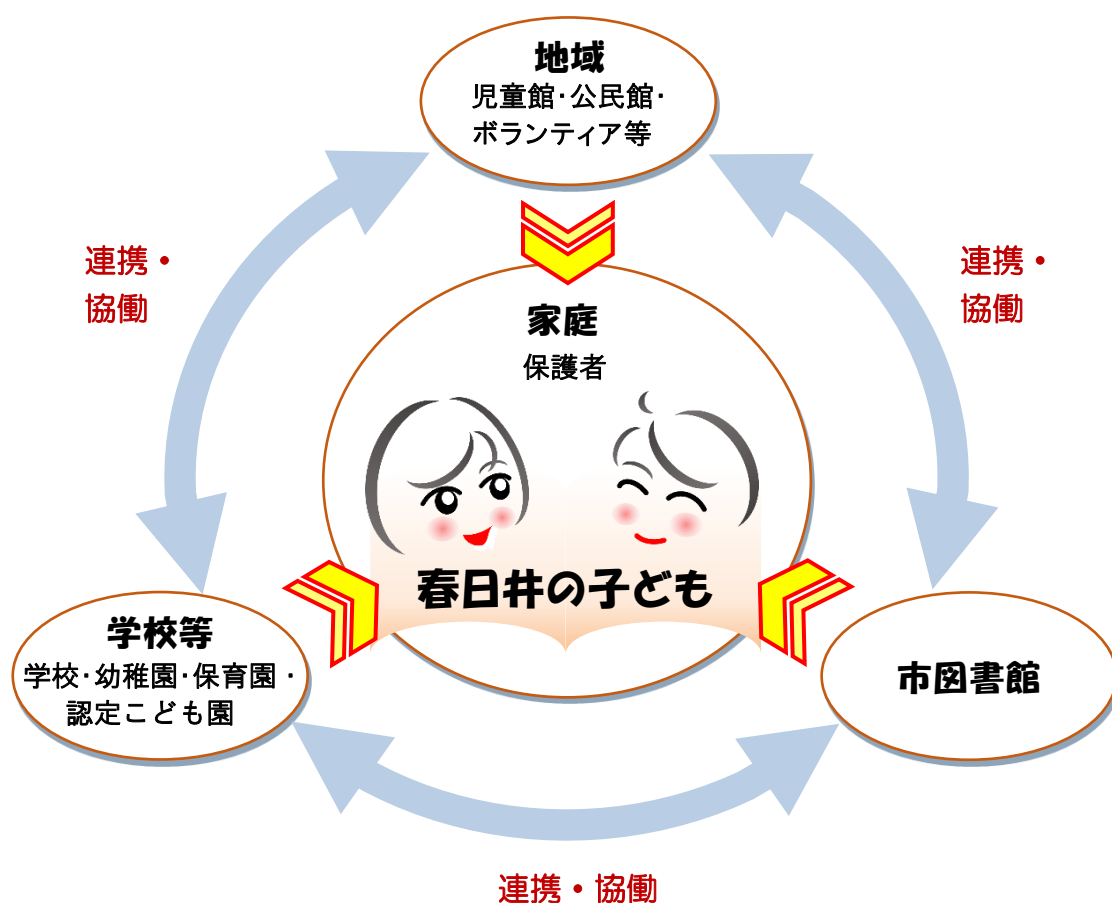 地域
児童館・公民館・
ボランティア等
連携・
協働
連携・
協働
家庭
保護者
春日井の子ども
学校等
学校・幼稚園・保育園・
認定こども園
市図書館
連携・協働